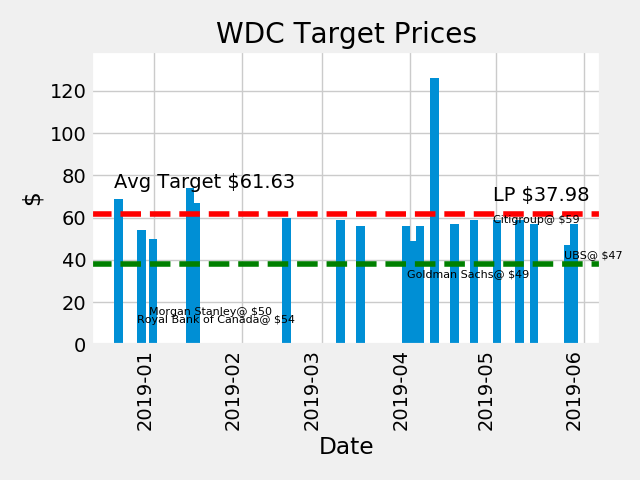 WDC Target Prices
120
100
80
60
40
20
0
$
Avg Target $61.63
LP $37.98
Citigroup@ $59
UBS@ $47
Goldman Sachs@ $49
Morgan Stanley@ $50
Royal Bank of Canada@ $54
2019-01
2019-02
2019-03
2019-04
2019-05
2019-06
Date